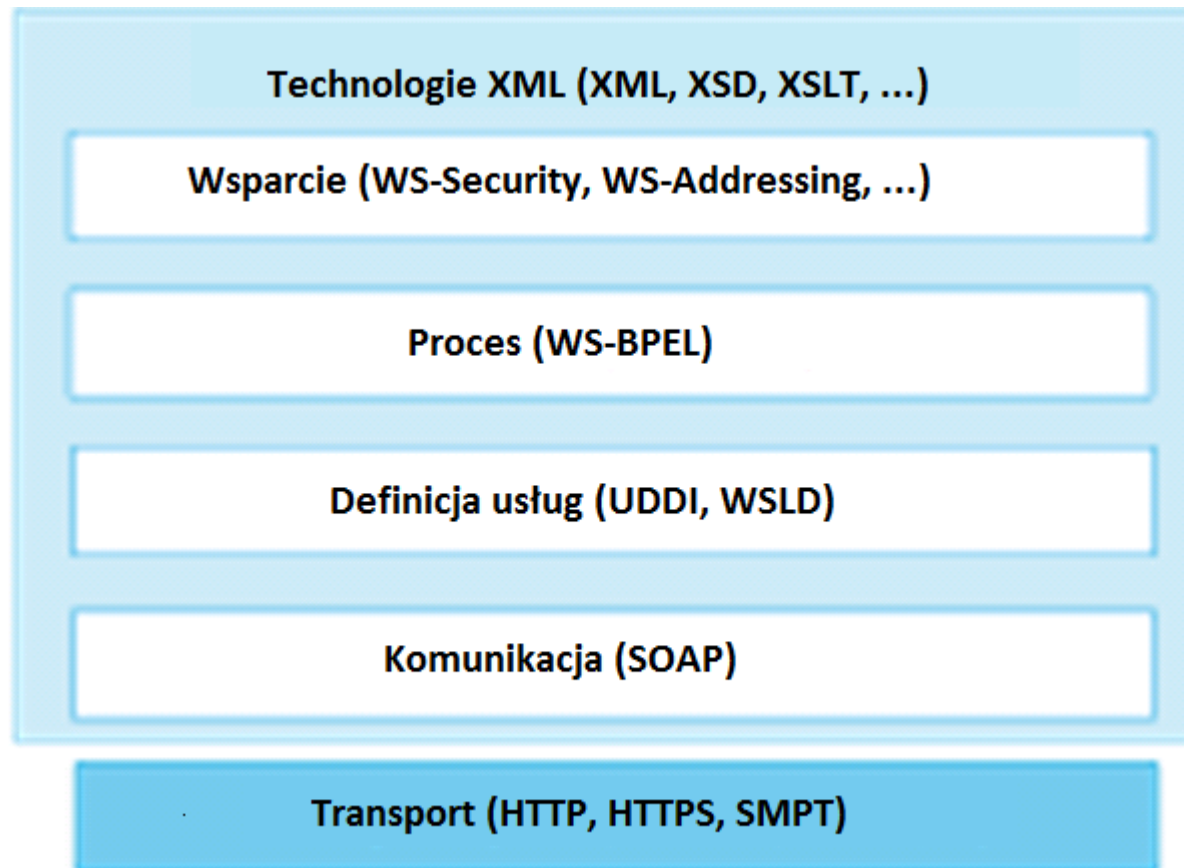 Technologie XML (XML, XSD, XSLT, ...)
Wsparcie (WS-Security, WS-Addressing, ...)
Proces (WS-BPEL)
Definicja usług (UDDI, WSLD)
Komunikacja (SOAP)
Transport (HTTP, HTTPS, SMPT)